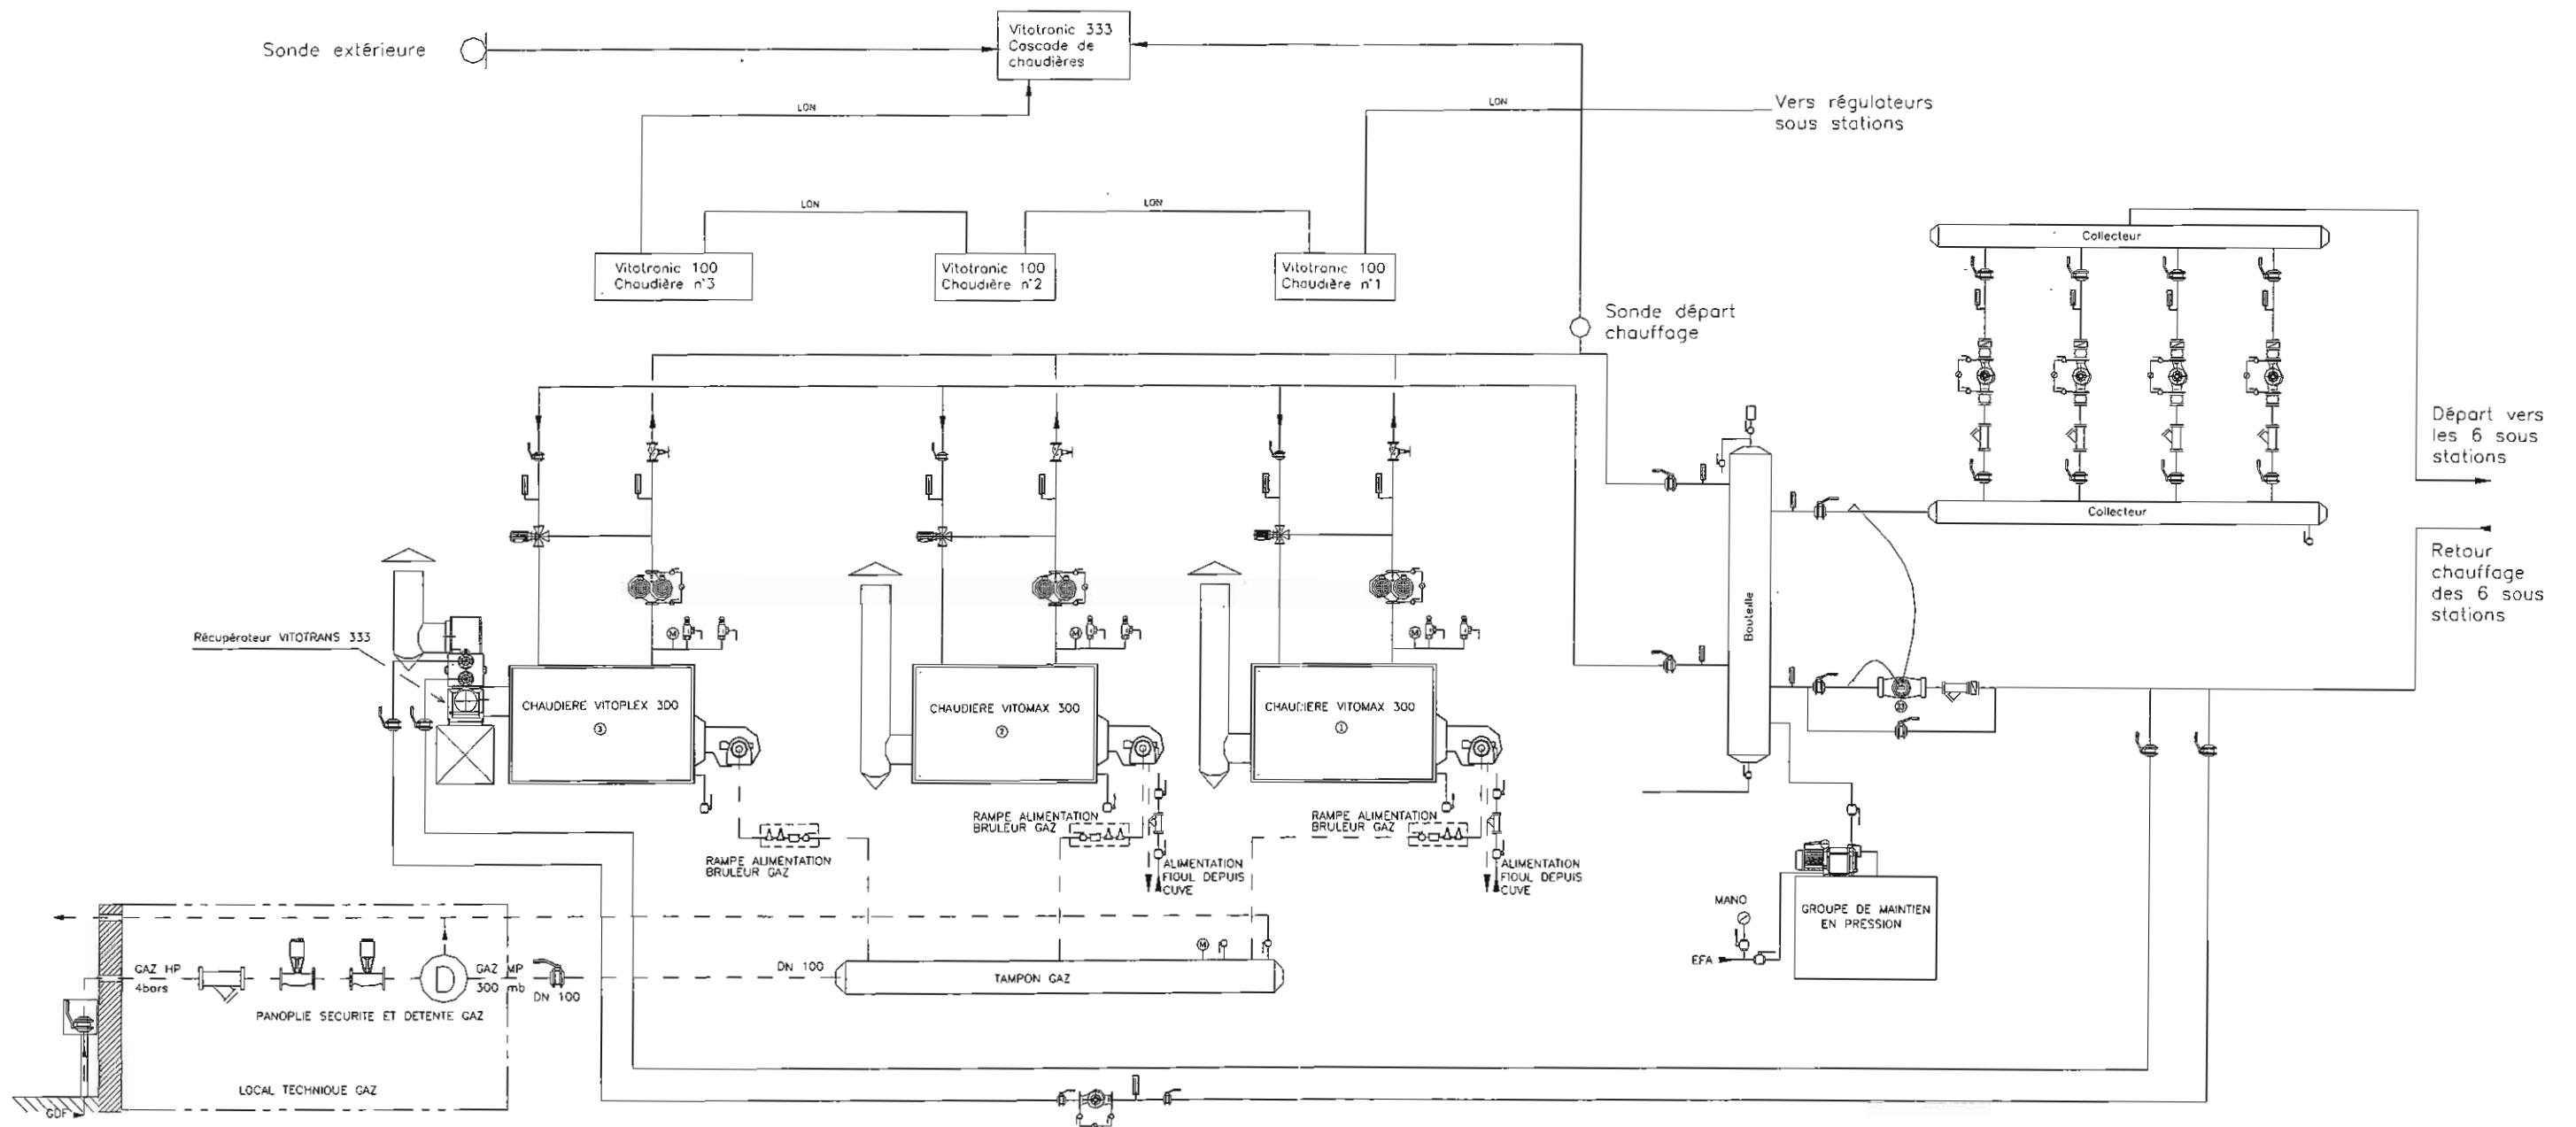 Vitotronic 333
Cascade de
chaudières
Sonde extérieure
LON
LON
Vers régulateurs
sous stations
LON
LON
Vitotronic 100
Chaudière n°3
Vitotronic 100
Chaudière n°2
Vitotronic 100
Chaudière n°1
Collecteur
Sonde départ
chauffage
Départ vers
les 6 sous
stations
Collecteur
Retour
chauffage
des 6 sous
stations
Bouteille
Récupérateur VITOTRANS 333
M
M
M
CHAUDIERE VITOPLEX 300
3
CHAUDIERE VITOMAX 300
2
CHAUDIERE VITOMAX 300
1
RAMPE ALIMENTATION
BRULEUR GAZ
RAMPE ALIMENTATION
BRULEUR GAZ
RAMPE ALIMENTATION
BRULEUR GAZ
ALIMENTATION
FIOUL DEPUIS
CUVE
ALIMENTATION
FIOUL DEPUIS
CUVE
MANO
GROUPE DE MAINTIEN
EN PRESSION
EFA
GAZ HP
4bars
D
GAZ MP
300 mb
DN 100
DN 100
M
TAMPON GAZ
PANOPLIE SECURITE ET DETENTE GAZ
LOCAL TECHNIQUE GAZ
GDF